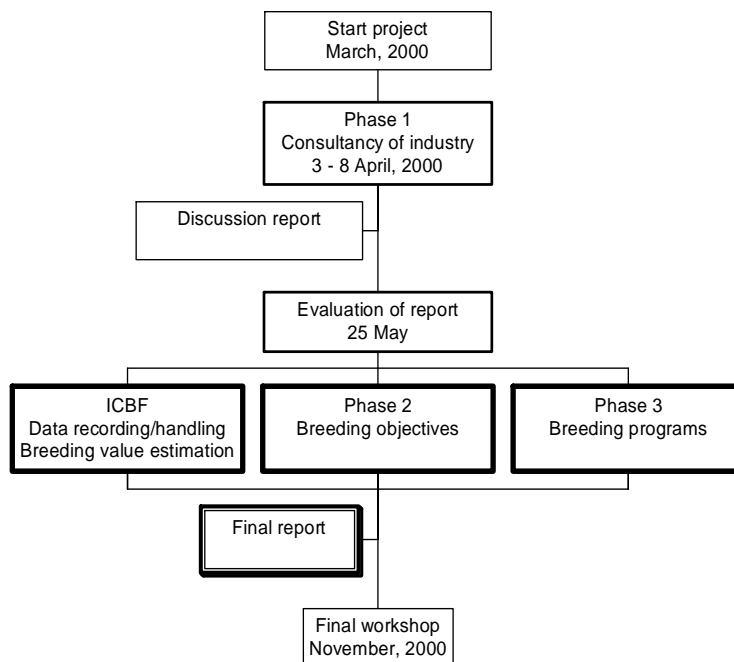 Start project
March, 2000
Phase 1
Consultancy of industry
3 - 8 April, 2000
Discussion report
Evaluation of report
25 May
ICBF
Data recording/handling
Breeding value estimation
Phase 2
Breeding objectives
Phase 3
Breeding programs
Final report
Final workshop
November, 2000